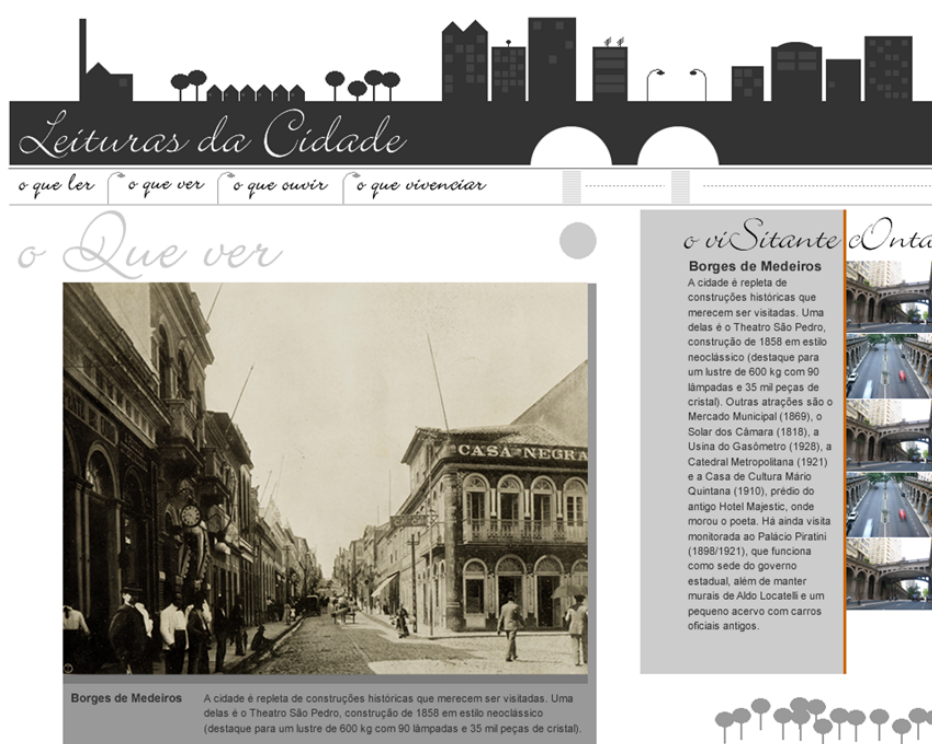 Leituras da Cidade
o que ler o que ver o que ouvir o que vivenciar
o Que ver
CASA NEGRA
Borges de Medeiros
A cidade é repleta de construções históricas que merecem ser visitadas. Uma
delas é o Theatro São Pedro, construção de 1858 em estilo neoclássico
(destaque para um lustre de 600 kg com 90 lâmpadas e 35 mil peças de cristal).
o viSitante cOnta
Borges de Medeiros
A cidade é repleta de
construções históricas que
merecem ser visitadas. Uma
delas é o Theatro São Pedro,
construção de 1858 em estilo
neoclássico (destaque para
um lustre de 600 kg com 90
lâmpadas e 35 mil peças de
cristal). Outras atrações são o
Mercado Municipal (1869), o
Solar dos Câmara (1818), a
Usina do Gasômetro (1928), a
Catedral Metropolitana (1921)
e a Casa de Cultura Mário
Quintana (1910), prédio do
antigo Hotel Majestic, onde
morou o poeta. Há ainda visita
monitorada ao Palácio Piratini
(1898/1921), que funciona
como sede do governo
estadual, além de manter
murais de Aldo Locatelli e um
pequeno acervo com carros
oficiais antigos.